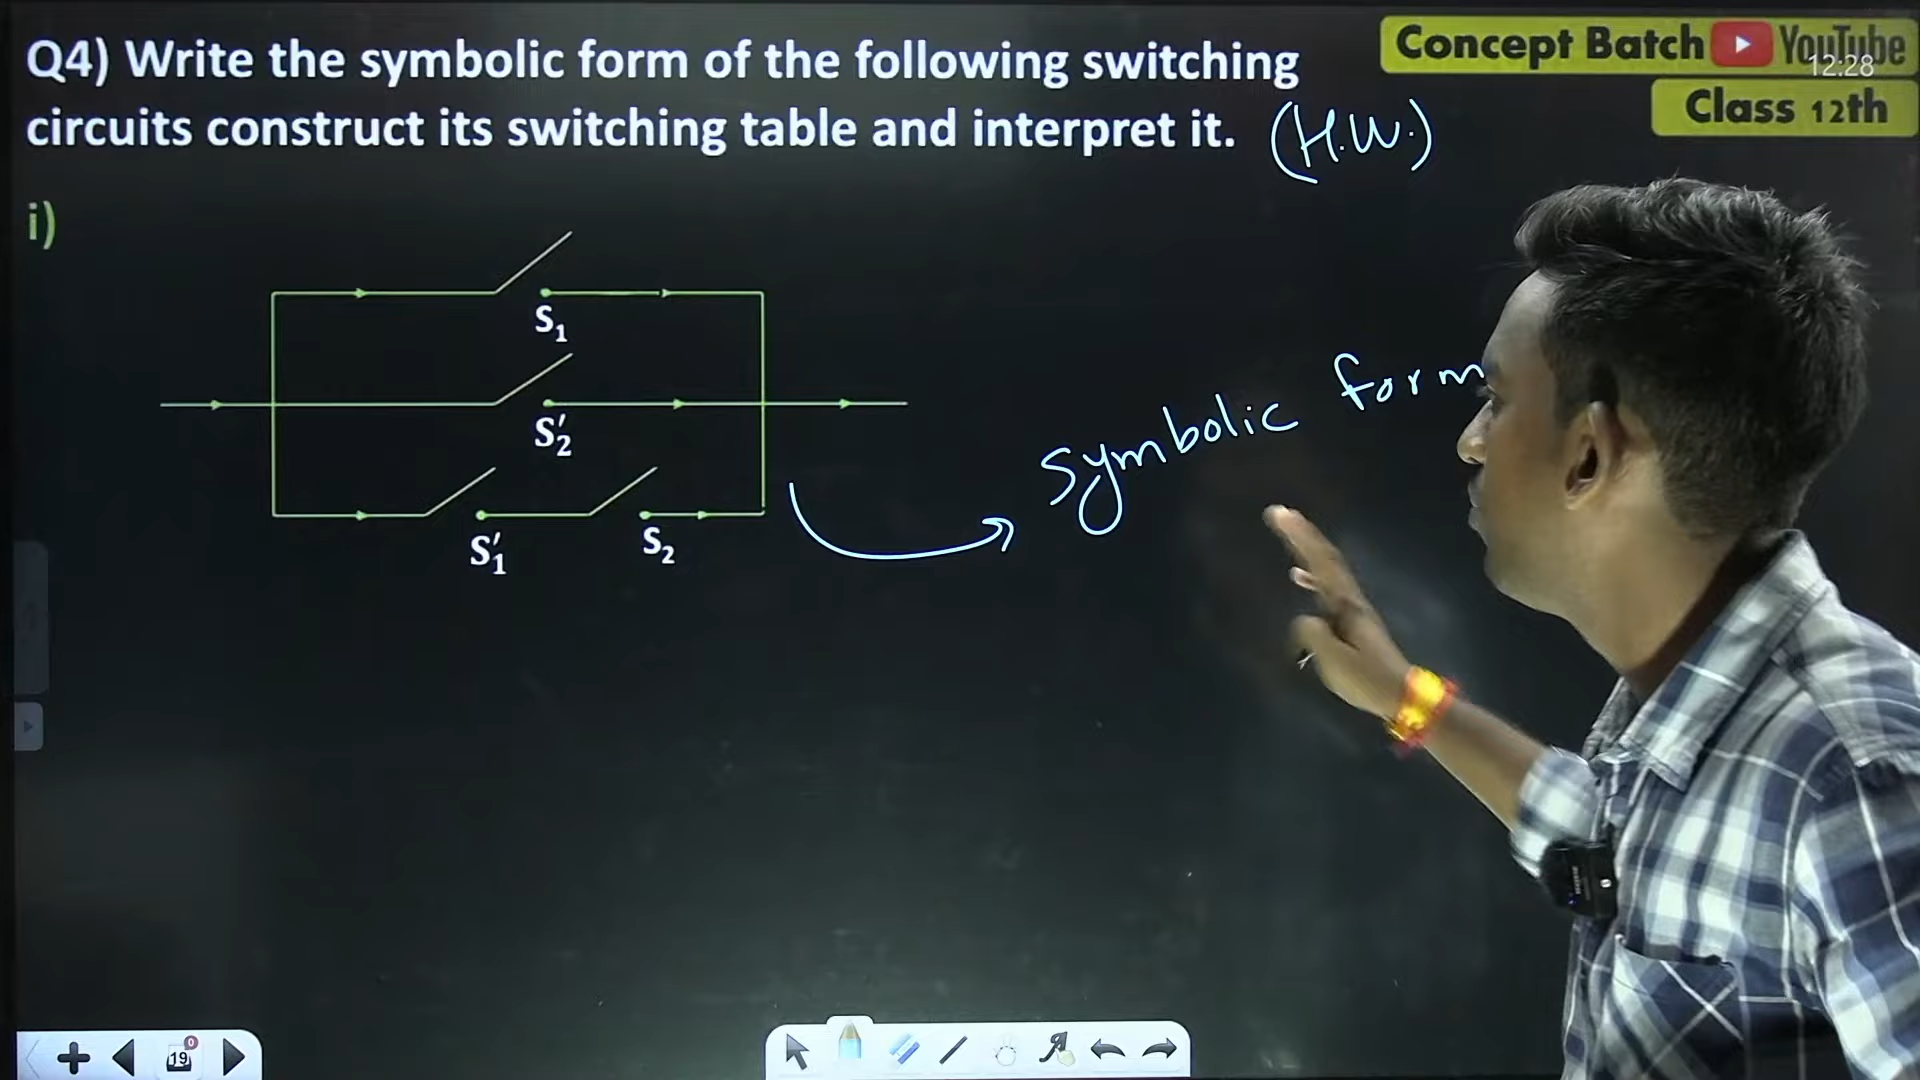 Q4) Write the symbolic form of the following switching
circuits construct its switching table and interpret it. (H.W.)
Concept Batch YouTube
12:28
Class 12th
i)
S₁
S₂′
S₁′ S₂
Symbolic form
19
0